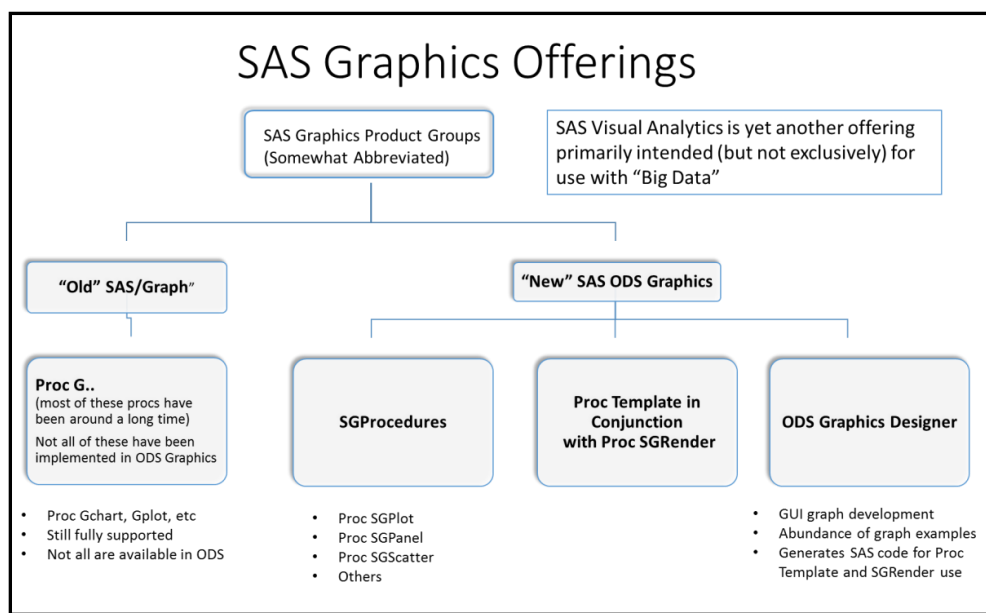 SAS Graphics Offerings
SAS Graphics Product Groups
(Somewhat Abbreviated)
SAS Visual Analytics is yet another offering
primarily intended (but not exclusively) for
use with “Big Data”
“Old” SAS/Graph”
“New” SAS ODS Graphics
Proc G..
(most of these procs have
been around a long time)
Not all of these have been
implemented in ODS Graphics
SGProcedures
Proc Template in
Conjunction
with Proc SGRender
ODS Graphics Designer
• Proc Gchart, Gplot, etc
• Still fully supported
• Not all are available in ODS
• Proc SGPlot
• Proc SGPanel
• Proc SGScatter
• Others
• GUI graph development
• Abundance of graph examples
• Generates SAS code for Proc
Template and SGRender use